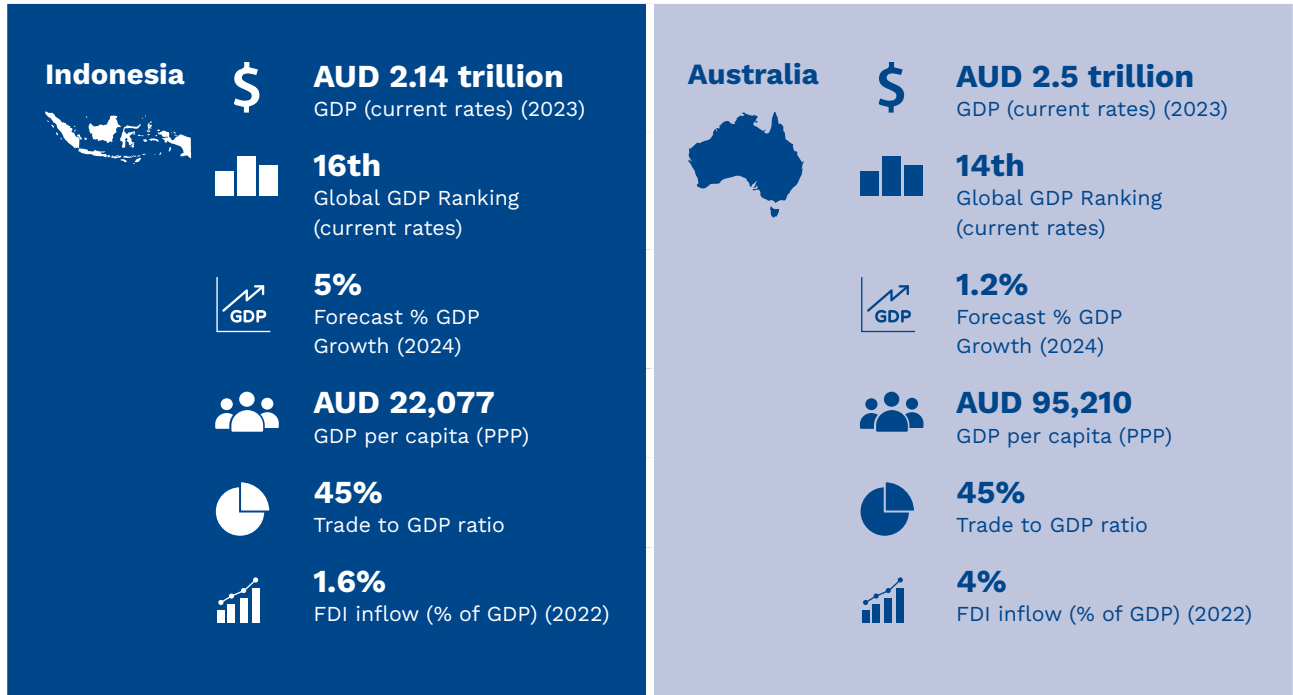 Indonesia
AUD 2.14 trillion
GDP (current rates) (2023)
16th
Global GDP Ranking
(current rates)
GDP
5%
Forecast % GDP
Growth (2024)
AUD 22,077
GDP per capita (PPP)
45%
Trade to GDP ratio
1.6%
FDI inflow (% of GDP) (2022)
Australia
AUD 2.5 trillion
GDP (current rates) (2023)
14th
Global GDP Ranking
(current rates)
GDP
1.2%
Forecast % GDP
Growth (2024)
AUD 95,210
GDP per capita (PPP)
45%
Trade to GDP ratio
4%
FDI inflow (% of GDP) (2022)